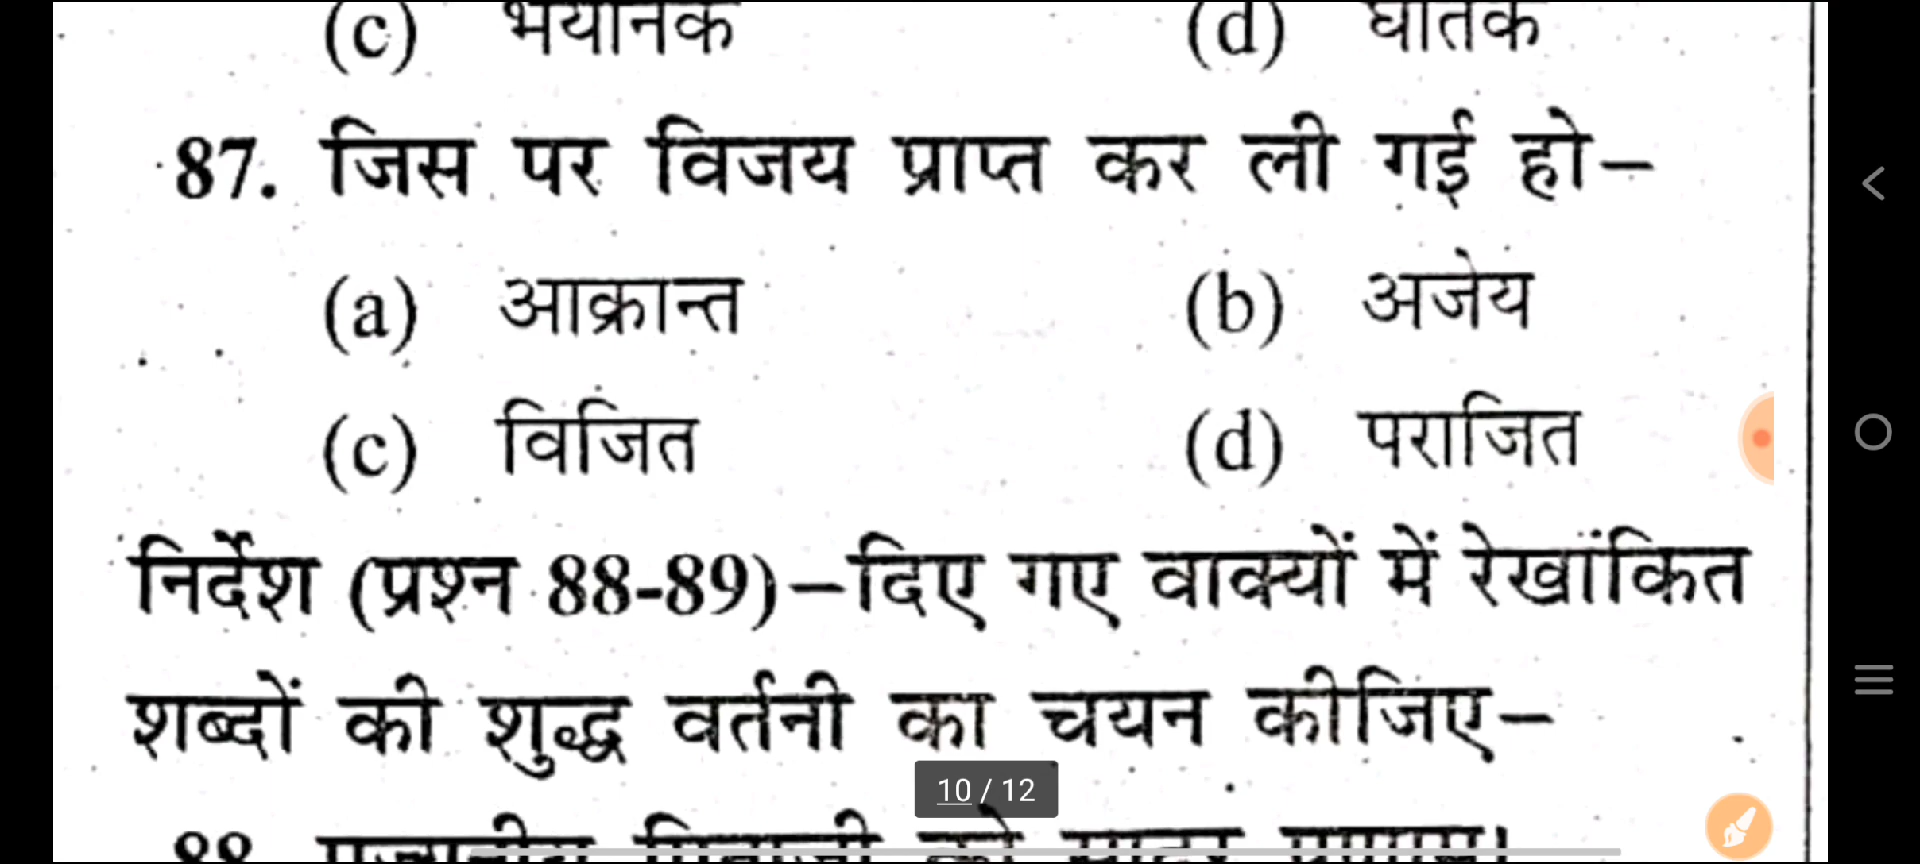 (c) भयानक (d) घातक
87. जिस पर विजय प्राप्त कर ली गई हो–
(a) आक्रान्त (b) अजेय
(c) विजित (d) पराजित
निर्देश (प्रश्न 88-89)–दिए गए वाक्यों में रेखांकित
शब्दों की शुद्ध वर्तनी का चयन कीजिए–
10 / 12
88.